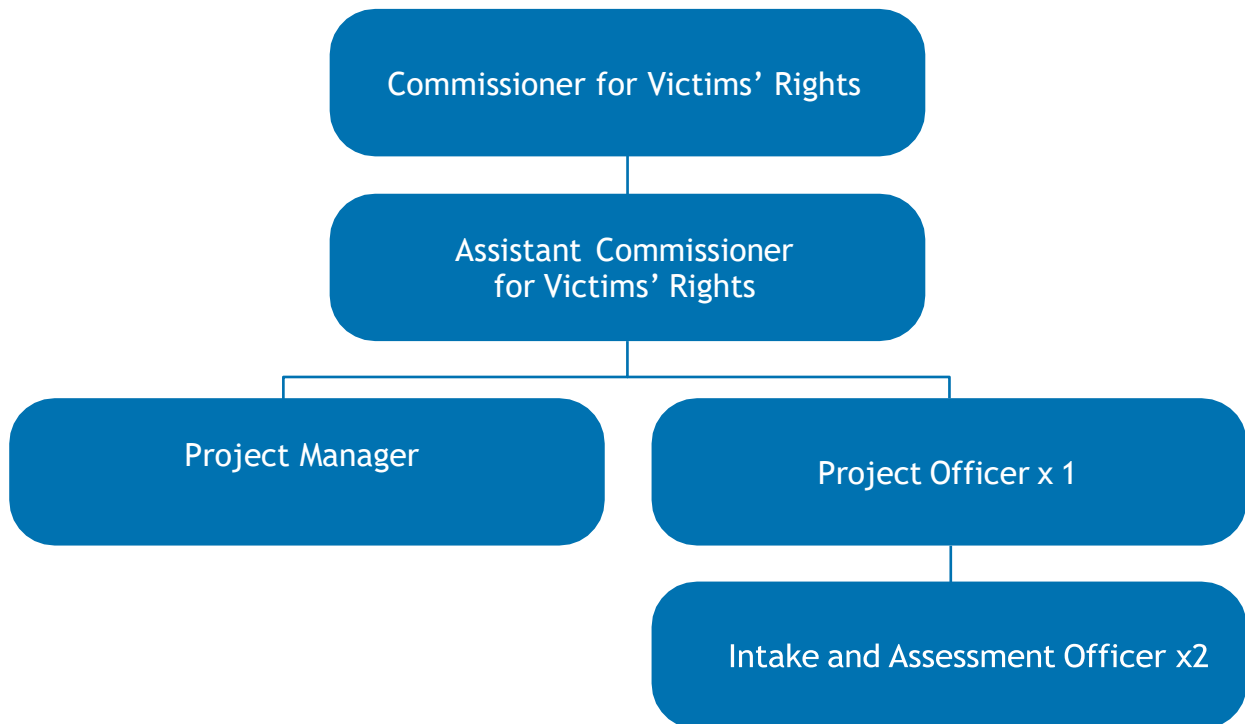 Commissioner for Victims’ Rights
Assistant Commissioner
for Victims’ Rights
Project Manager
Project Officer x 1
Intake and Assessment Officer x2